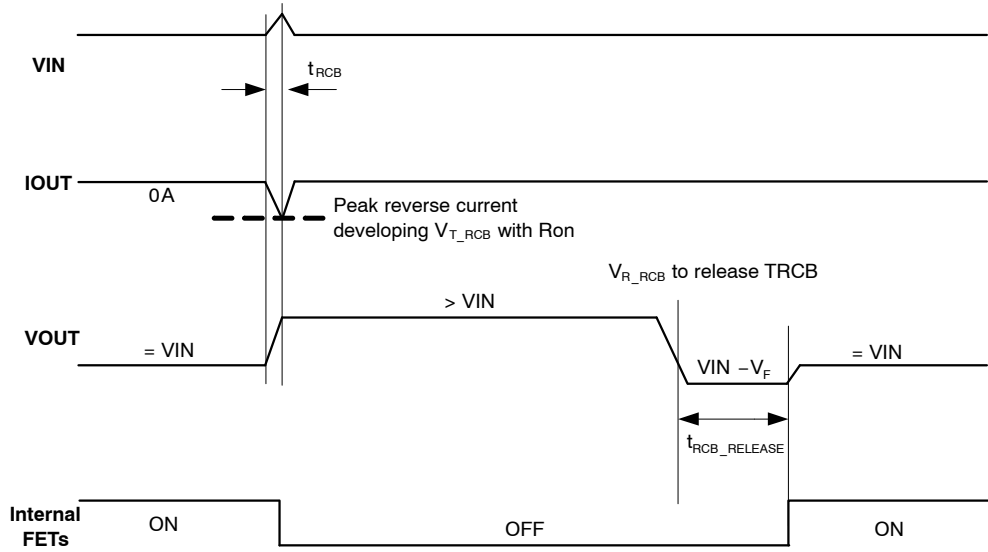 VIN
tRCB
IOUT
0A
Peak reverse current
developing VT_RCB with Ron
VR_RCB to release TRCB
> VIN
VOUT
= VIN
VIN –VF
= VIN
tRCB_RELEASE
Internal
FETs
ON
OFF
ON